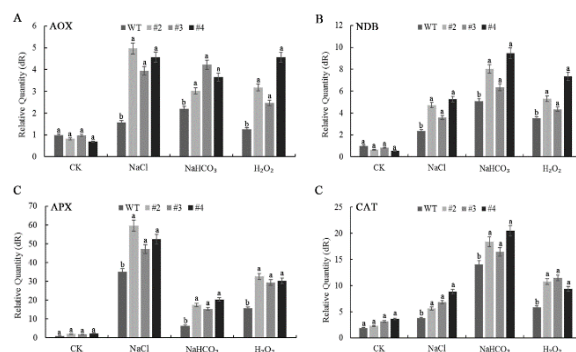 A
AOX
WT #2 #3 #4
Relative Quantity (dR)
6
5
4
3
2
1
0
a a a a
b a a a
b a a a
b a a a
CK NaCl NaHCO₃ H₂O₂
B
NDB
WT #2 #3 #4
Relative Quantity (dR)
12
10
8
6
4
2
0
a a a a
b a a a
b a a a
b a a a
CK NaCl NaHCO₃ H₂O₂
C
APX
WT #2 #3 #4
Relative Quantity (dR)
70
60
50
40
30
20
10
0
a a a a
b a a a
b a a a
b a a a
CK NaCl NaHCO₃ H₂O₂
C
CAT
WT #2 #3 #4
Relative Quantity (dR)
25
20
15
10
5
0
a a a a
b a a a
b a a a
b a a a
CK NaCl NaHCO₃ H₂O₂